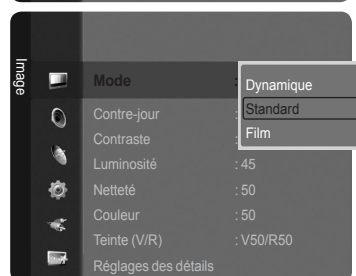 Image
Mode :
Dynamique
Standard
Film
Contre-jour :
Contraste :
Luminosité : 45
Netteté : 50
Couleur : 50
Teinte (V/R) : V50/R50
Réglages des détails